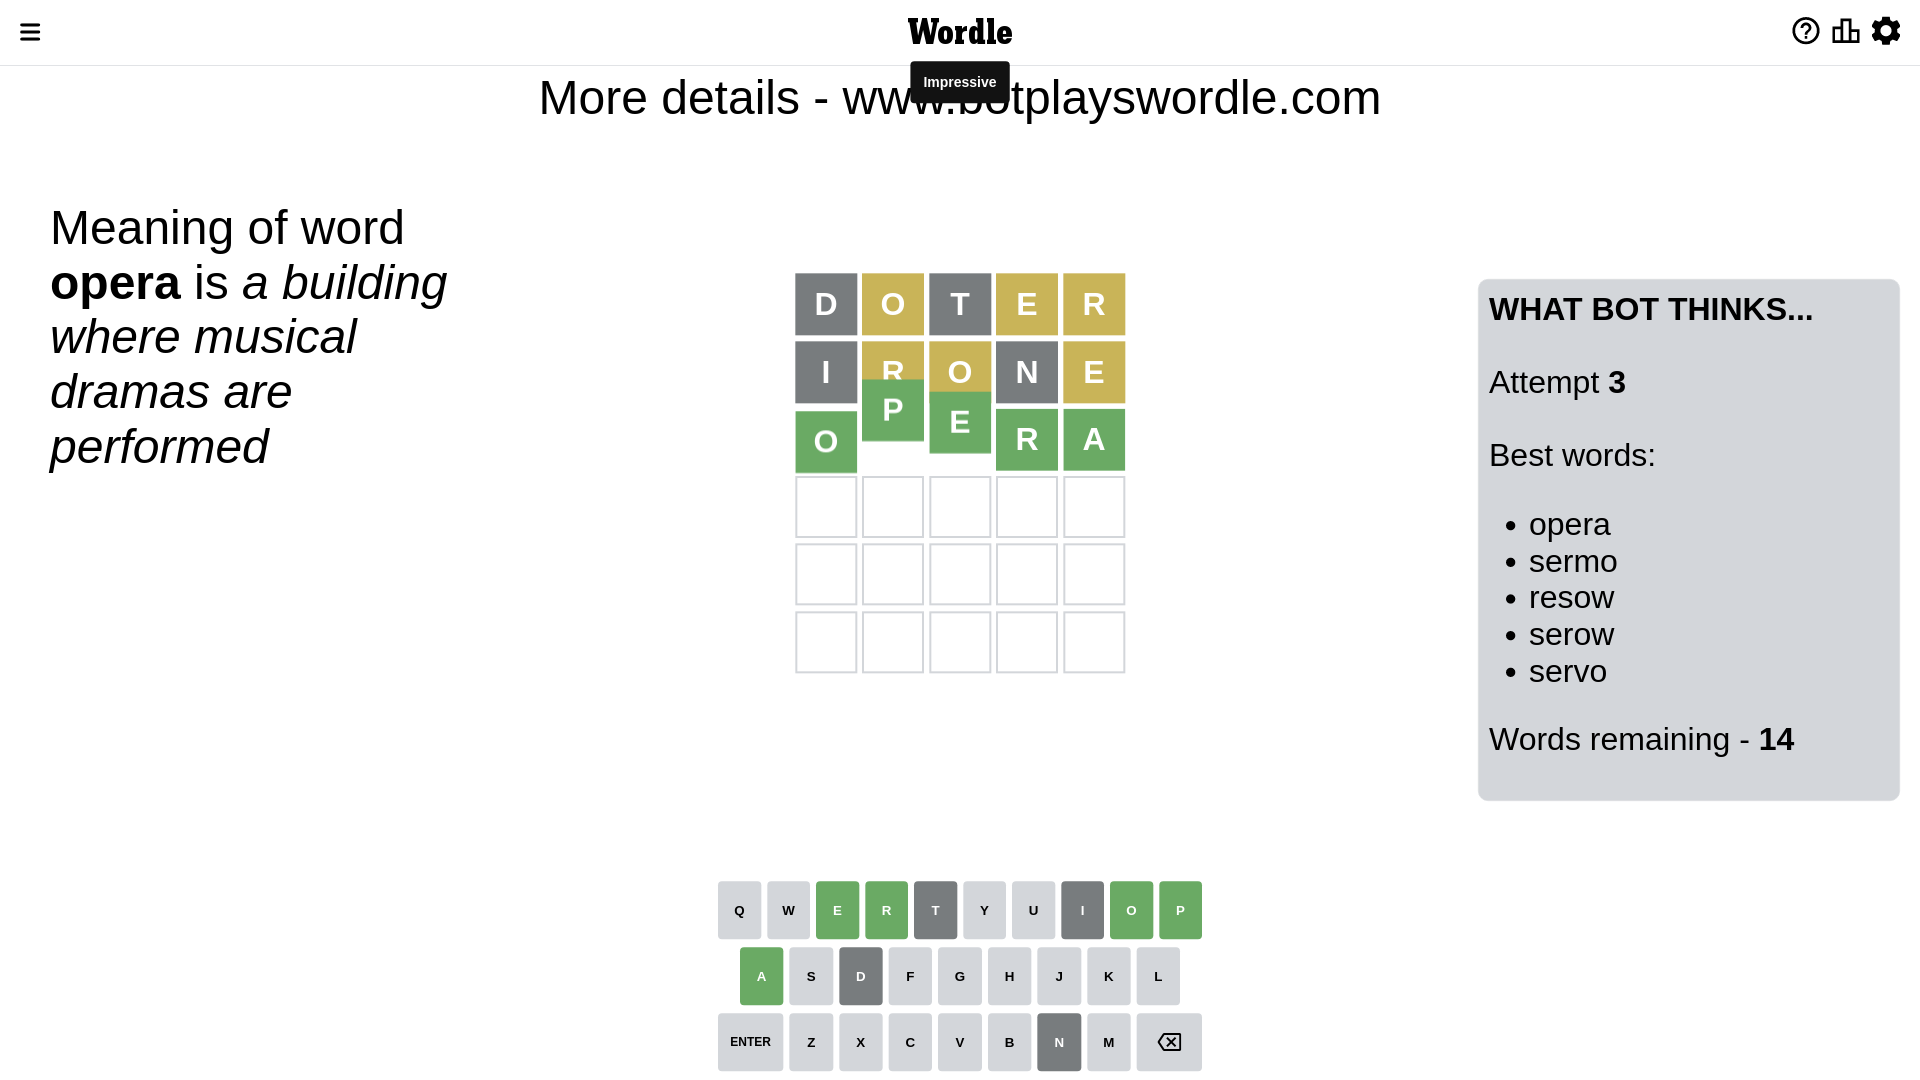 Wordle
Impressive
More details - www.botplayswordle.com
Meaning of word
opera is a building
where musical
dramas are
performed
D O T E R
I R O N E
O P E R A
WHAT BOT THINKS...
Attempt 3
Best words:
• opera
• sermo
• resow
• serow
• servo
Words remaining - 14
Q W E R T Y U I O P
A S D F G H J K L
ENTER Z X C V B N M